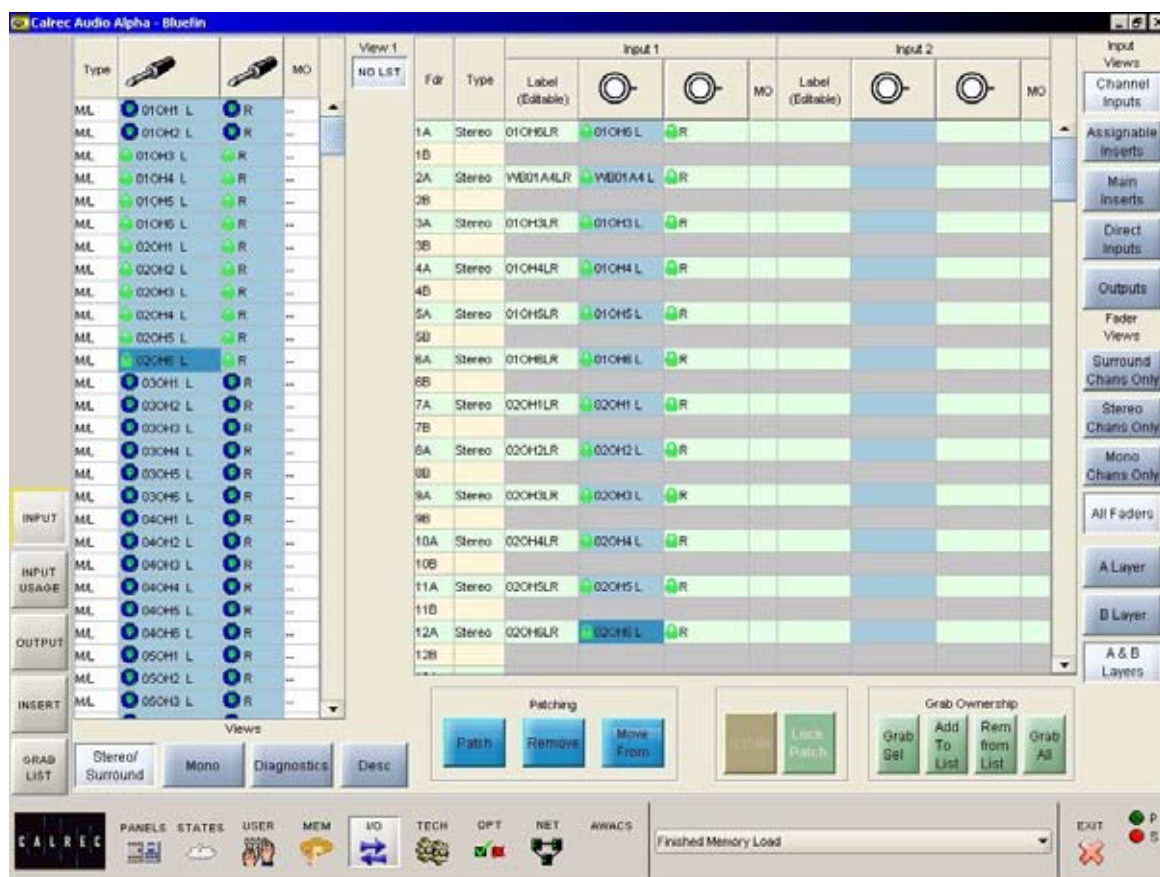 Calrec Audio Alpha - Bluefin
Type MO
M/L 01OH1 L R --
M/L 01OH2 L R --
M/L 01OH3 L R --
M/L 01OH4 L R --
M/L 01OH5 L R --
M/L 01OH6 L R --
M/L 02OH1 L R --
M/L 02OH2 L R --
M/L 02OH3 L R --
M/L 02OH4 L R --
M/L 02OH5 L R --
M/L 02OH6 L R --
M/L 03OH1 L R --
M/L 03OH2 L R --
M/L 03OH3 L R --
M/L 03OH4 L R --
M/L 03OH5 L R --
M/L 03OH6 L R --
M/L 04OH1 L R --
M/L 04OH2 L R --
M/L 04OH3 L R --
M/L 04OH4 L R --
M/L 04OH5 L R --
M/L 04OH6 L R --
M/L 05OH1 L R --
M/L 05OH2 L R --
M/L 05OH3 L R --
View 1
NO LST
Input 1 Input 2
Fdr Type Label (Editable) MO Label (Editable) MO
1A Stereo 01OH6LR 01OH6 L R
1B
2A Stereo WB01A4LR WB01A4 L R
2B
3A Stereo 01OH3LR 01OH3 L R
3B
4A Stereo 01OH4LR 01OH4 L R
4B
5A Stereo 01OH5LR 01OH5 L R
5B
6A Stereo 01OH6LR 01OH6 L R
6B
7A Stereo 02OH1LR 02OH1 L R
7B
8A Stereo 02OH2LR 02OH2 L R
8B
9A Stereo 02OH3LR 02OH3 L R
9B
10A Stereo 02OH4LR 02OH4 L R
10B
11A Stereo 02OH5LR 02OH5 L R
11B
12A Stereo 02OH6LR 02OH6 L R
12B
Input
Views
Channel
Inputs
Assignable
Inserts
Main
Inserts
Direct
Inputs
Outputs
Fader
Views
Surround
Chans Only
Stereo
Chans Only
Mono
Chans Only
All Faders
A Layer
B Layer
A & B
Layers
INPUT
INPUT
USAGE
OUTPUT
INSERT
GRAB
LIST
Views
Stereo/
Surround
Mono
Diagnostics
Desc
Patching
Patch
Remove
Move
From
Lock
Patch
Grab Ownership
Grab
Sel
Add
To
List
Rem
from
List
Grab
All
CALREC
PANELS STATES USER MEM I/O TECH OPT NET AWACS
Finished Memory Load
EXIT
P
S